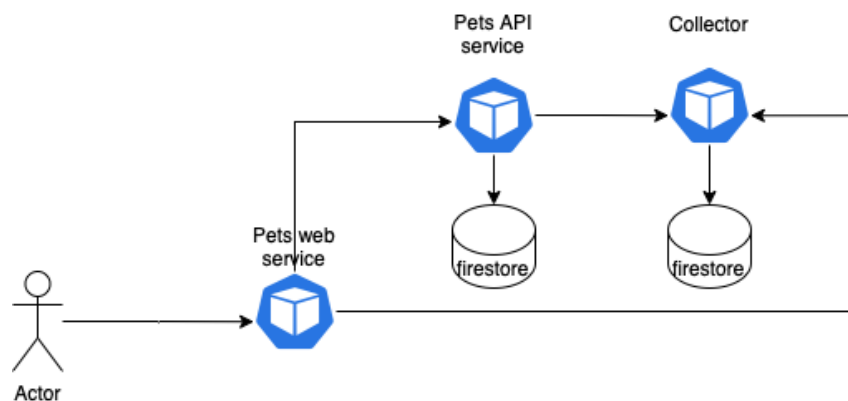 Pets API
service
Collector
Pets web
service
firestore
firestore
Actor